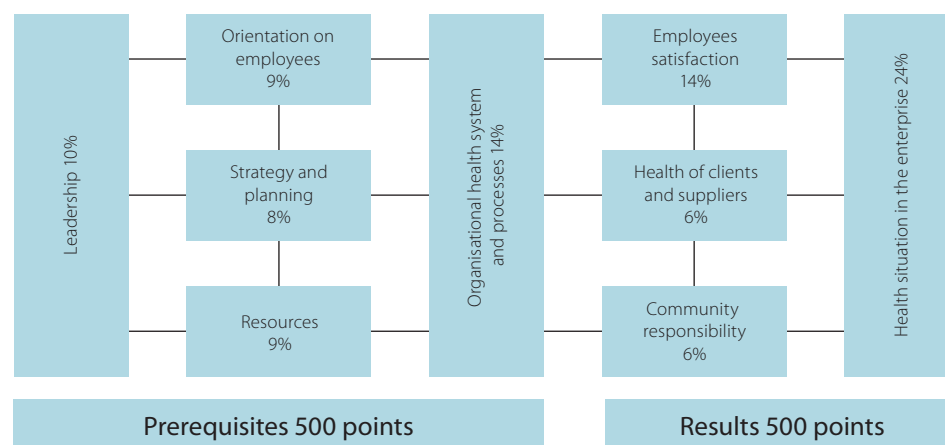 Leadership 10%
Orientation on
employees
9%
Strategy and
planning
8%
Resources
9%
Organisational health system
and processes 14%
Employees
satisfaction
14%
Health of clients
and suppliers
6%
Community
responsibility
6%
Health situation in the enterprise 24%
Prerequisites 500 points
Results 500 points